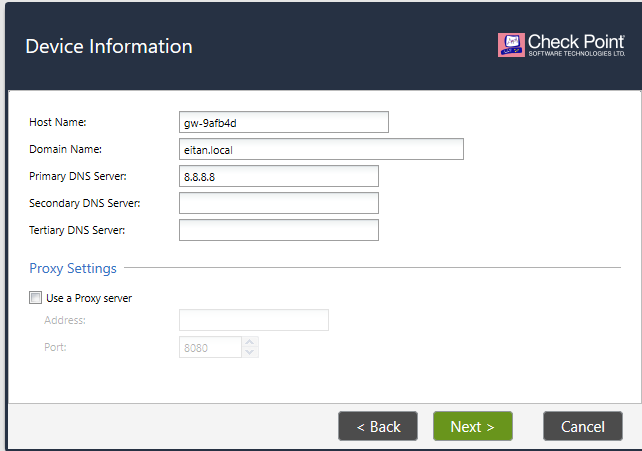 Device Information
Check Point
SOFTWARE TECHNOLOGIES LTD.
Host Name: gw-9afb4d
Domain Name: eitan.local
Primary DNS Server: 8.8.8.8
Secondary DNS Server:
Tertiary DNS Server:
Proxy Settings
Use a Proxy server
Address:
Port: 8080
< Back Next > Cancel